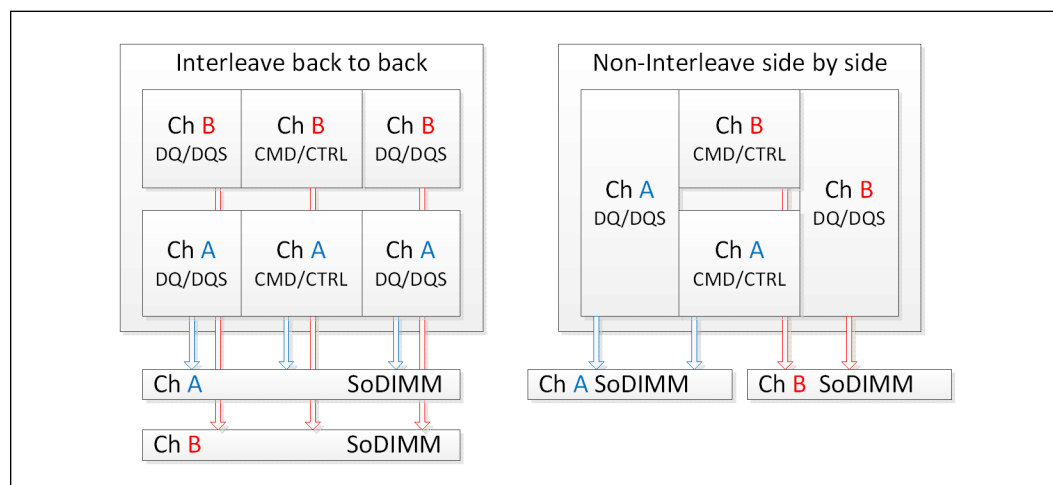 Interleave back to back
Ch B
DQ/DQS
Ch B
CMD/CTRL
Ch B
DQ/DQS
Ch A
DQ/DQS
Ch A
CMD/CTRL
Ch A
DQ/DQS
Ch A SoDIMM
Ch B SoDIMM
Non-Interleave side by side
Ch A
DQ/DQS
Ch B
CMD/CTRL
Ch A
CMD/CTRL
Ch B
DQ/DQS
Ch A SoDIMM
Ch B SoDIMM